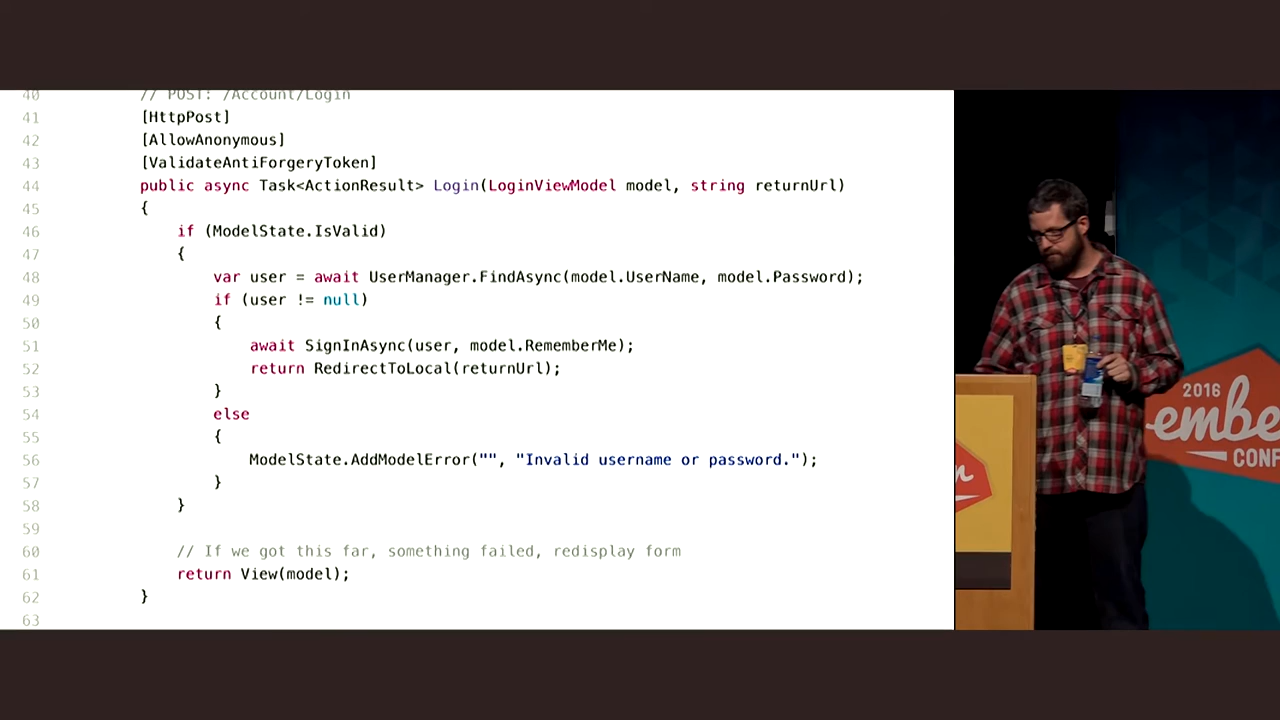 40 // POST: /Account/Login
41 [HttpPost]
42 [AllowAnonymous]
43 [ValidateAntiForgeryToken]
44 public async Task<ActionResult> Login(LoginViewModel model, string returnUrl)
45 {
46 if (ModelState.IsValid)
47 {
48 var user = await UserManager.FindAsync(model.UserName, model.Password);
49 if (user != null)
50 {
51 await SignInAsync(user, model.RememberMe);
52 return RedirectToLocal(returnUrl);
53 }
54 else
55 {
56 ModelState.AddModelError("", "Invalid username or password.");
57 }
58 }
59
60 // If we got this far, something failed, redisplay form
61 return View(model);
62 }
63
2016
embe
CONF